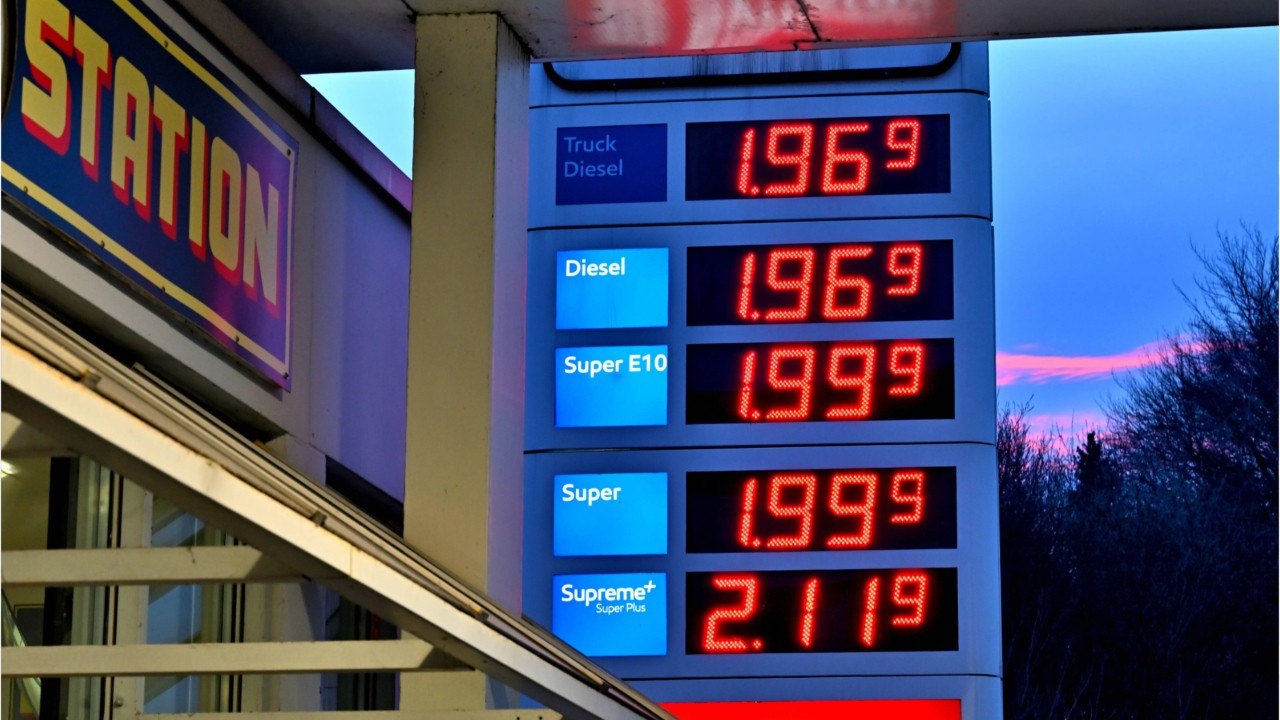 STATION
Truck
Diesel
1.969
Diesel
1.969
Super E10
1.999
Super
1.999
Supreme+
Super Plus
2.119